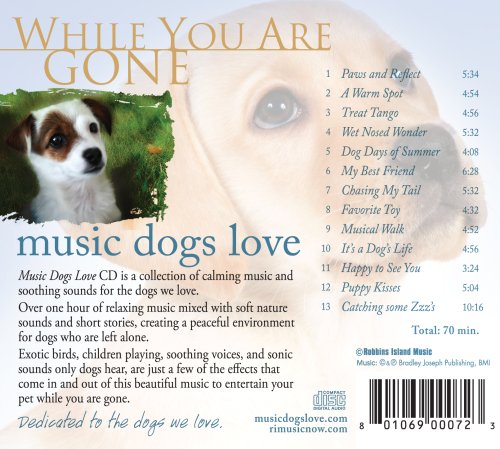 WHILE YOU ARE
GONE
music dogs love
Music Dogs Love CD is a collection of calming music and
soothing sounds for the dogs we love.
Over one hour of relaxing music mixed with soft nature
sounds and short stories, creating a peaceful environment
for dogs who are left alone.
Exotic birds, children playing, soothing voices, and sonic
sounds only dogs hear, are just a few of the effects that
come in and out of this beautiful music to entertain your
pet while you are gone.
Dedicated to the dogs we love.
1 Paws and Reflect 5:34
2 A Warm Spot 4:54
3 Treat Tango 4:56
4 Wet Nosed Wonder 5:32
5 Dog Days of Summer 4:08
6 My Best Friend 6:28
7 Chasing My Tail 5:58
8 Favorite Toy 4:32
9 Musical Walk 4:52
10 It's a Dog's Life 4:56
11 Happy to See You 3:24
12 Puppy Kisses 5:04
13 Catching some Zzz's 10:16
Total: 70 min.
©Robbins Island Music
Music: ©&℗ Bradley Joseph Publishing, BMI
COMPACT
disc
DIGITAL AUDIO
musicdogslove.com
rimusicnow.com
8 01069 00072 3